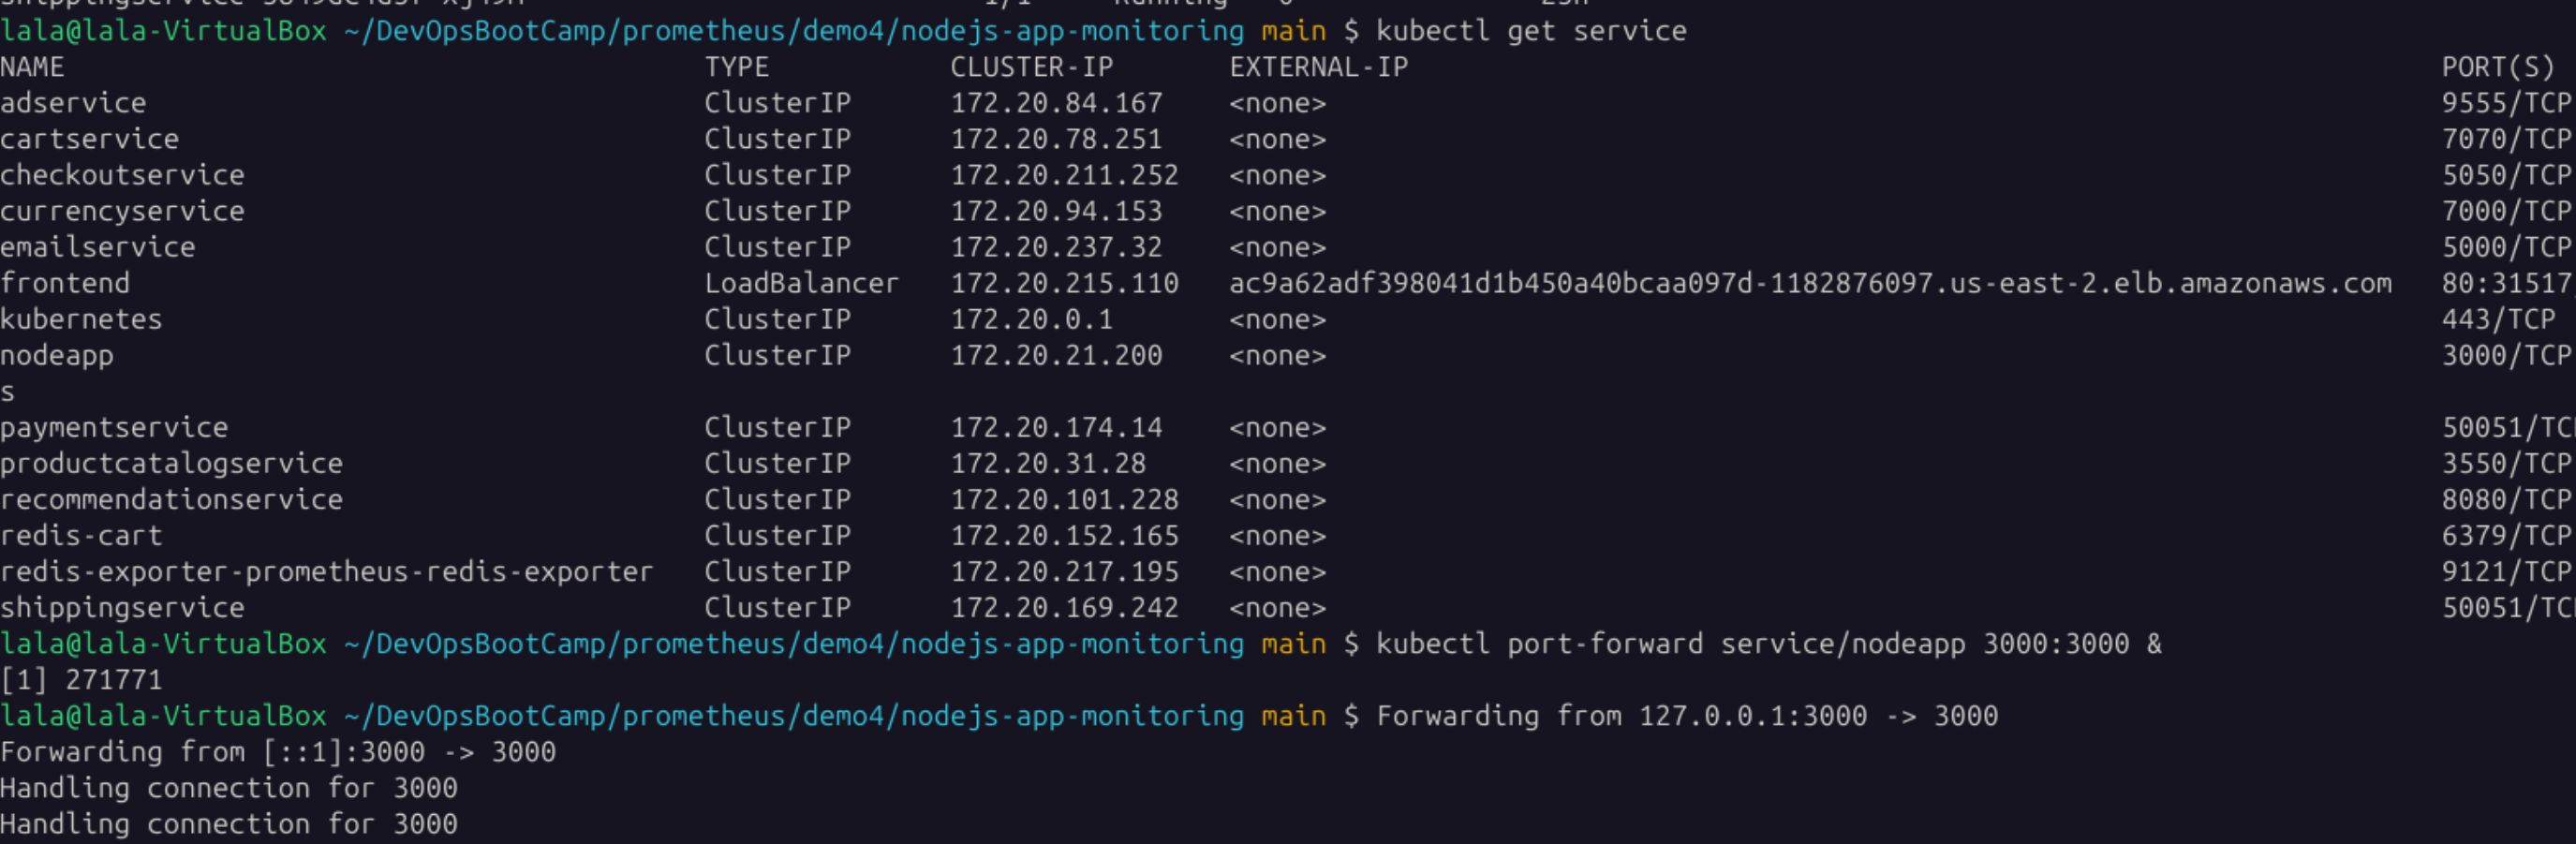 1/1 Running 0
lala@lala-VirtualBox ~/DevOpsBootCamp/prometheus/demo4/nodejs-app-monitoring main $ kubectl get service
NAME TYPE CLUSTER-IP EXTERNAL-IP PORT(S)
adservice ClusterIP 172.20.84.167 <none> 9555/TCP
cartservice ClusterIP 172.20.78.251 <none> 7070/TCP
checkoutservice ClusterIP 172.20.211.252 <none> 5050/TCP
currencyservice ClusterIP 172.20.94.153 <none> 7000/TCP
emailservice ClusterIP 172.20.237.32 <none> 5000/TCP
frontend LoadBalancer 172.20.215.110 ac9a62adf398041d1b450a40bcaa097d-1182876097.us-east-2.elb.amazonaws.com 80:31517
kubernetes ClusterIP 172.20.0.1 <none> 443/TCP
nodeapp ClusterIP 172.20.21.200 <none> 3000/TCP
s
paymentservice ClusterIP 172.20.174.14 <none> 50051/TC
productcatalogservice ClusterIP 172.20.31.28 <none> 3550/TCP
recommendationservice ClusterIP 172.20.101.228 <none> 8080/TCP
redis-cart ClusterIP 172.20.152.165 <none> 6379/TCP
redis-exporter-prometheus-redis-exporter ClusterIP 172.20.217.195 <none> 9121/TCP
shippingservice ClusterIP 172.20.169.242 <none> 50051/TC
lala@lala-VirtualBox ~/DevOpsBootCamp/prometheus/demo4/nodejs-app-monitoring main $ kubectl port-forward service/nodeapp 3000:3000 &
[1] 271771
lala@lala-VirtualBox ~/DevOpsBootCamp/prometheus/demo4/nodejs-app-monitoring main $ Forwarding from 127.0.0.1:3000 -> 3000
Forwarding from [::1]:3000 -> 3000
Handling connection for 3000
Handling connection for 3000